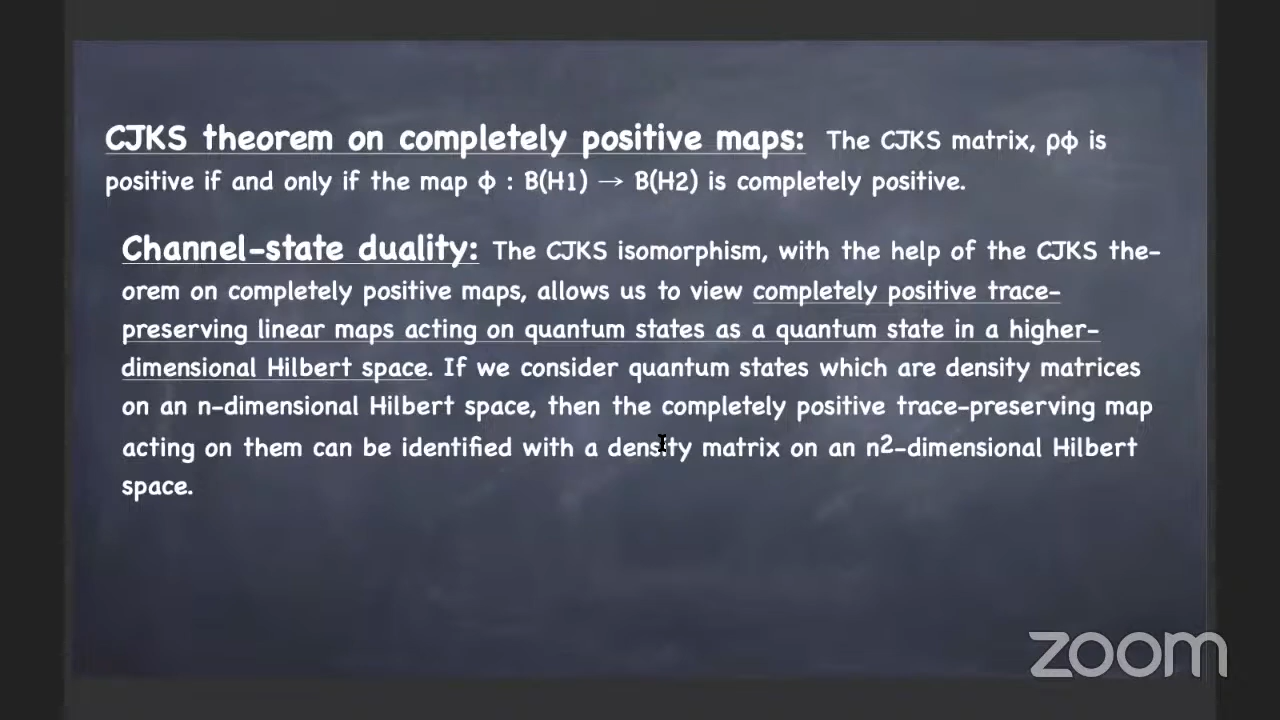 CJKS theorem on completely positive maps: The CJKS matrix, ρϕ is
positive if and only if the map ϕ : B(H1) → B(H2) is completely positive.
Channel-state duality: The CJKS isomorphism, with the help of the CJKS the-
orem on completely positive maps, allows us to view completely positive trace-
preserving linear maps acting on quantum states as a quantum state in a higher-
dimensional Hilbert space. If we consider quantum states which are density matrices
on an n-dimensional Hilbert space, then the completely positive trace-preserving map
acting on them can be identified with a density matrix on an n2-dimensional Hilbert
space.
zoom